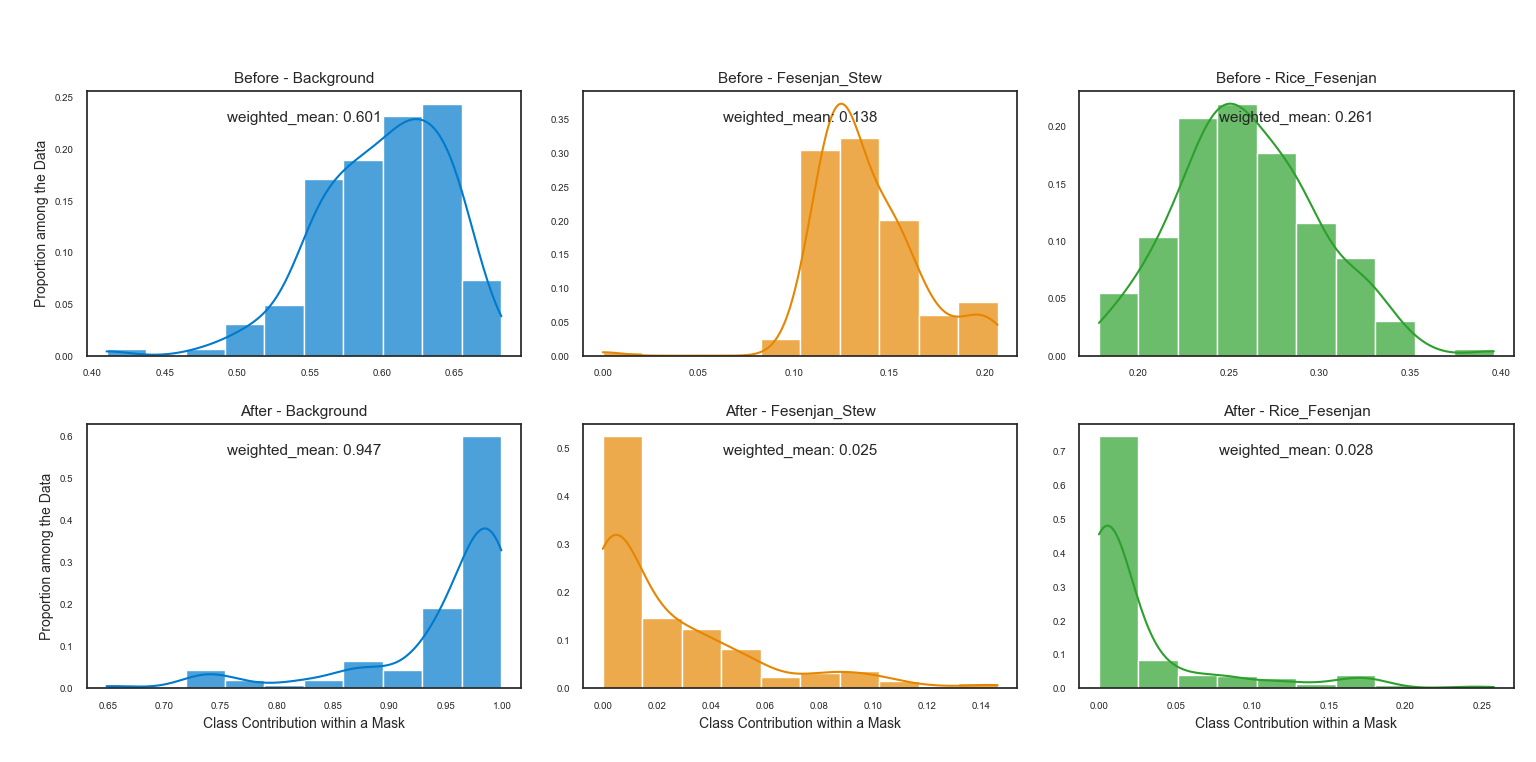 Before - Background
Before - Fesenjan_Stew
Before - Rice_Fesenjan
weighted_mean: 0.601
weighted_mean: 0.138
weighted_mean: 0.261
Proportion among the Data
0.25
0.20
0.15
0.10
0.05
0.00
0.40 0.45 0.50 0.55 0.60 0.65
0.35
0.30
0.25
0.20
0.15
0.10
0.05
0.00
0.00 0.05 0.10 0.15 0.20
0.20
0.15
0.10
0.05
0.00
0.20 0.25 0.30 0.35 0.40
After - Background
After - Fesenjan_Stew
After - Rice_Fesenjan
weighted_mean: 0.947
weighted_mean: 0.025
weighted_mean: 0.028
Proportion among the Data
0.6
0.5
0.4
0.3
0.2
0.1
0.0
0.65 0.70 0.75 0.80 0.85 0.90 0.95 1.00
Class Contribution within a Mask
0.5
0.4
0.3
0.2
0.1
0.0
0.00 0.02 0.04 0.06 0.08 0.10 0.12 0.14
Class Contribution within a Mask
0.7
0.6
0.5
0.4
0.3
0.2
0.1
0.0
0.00 0.05 0.10 0.15 0.20 0.25
Class Contribution within a Mask